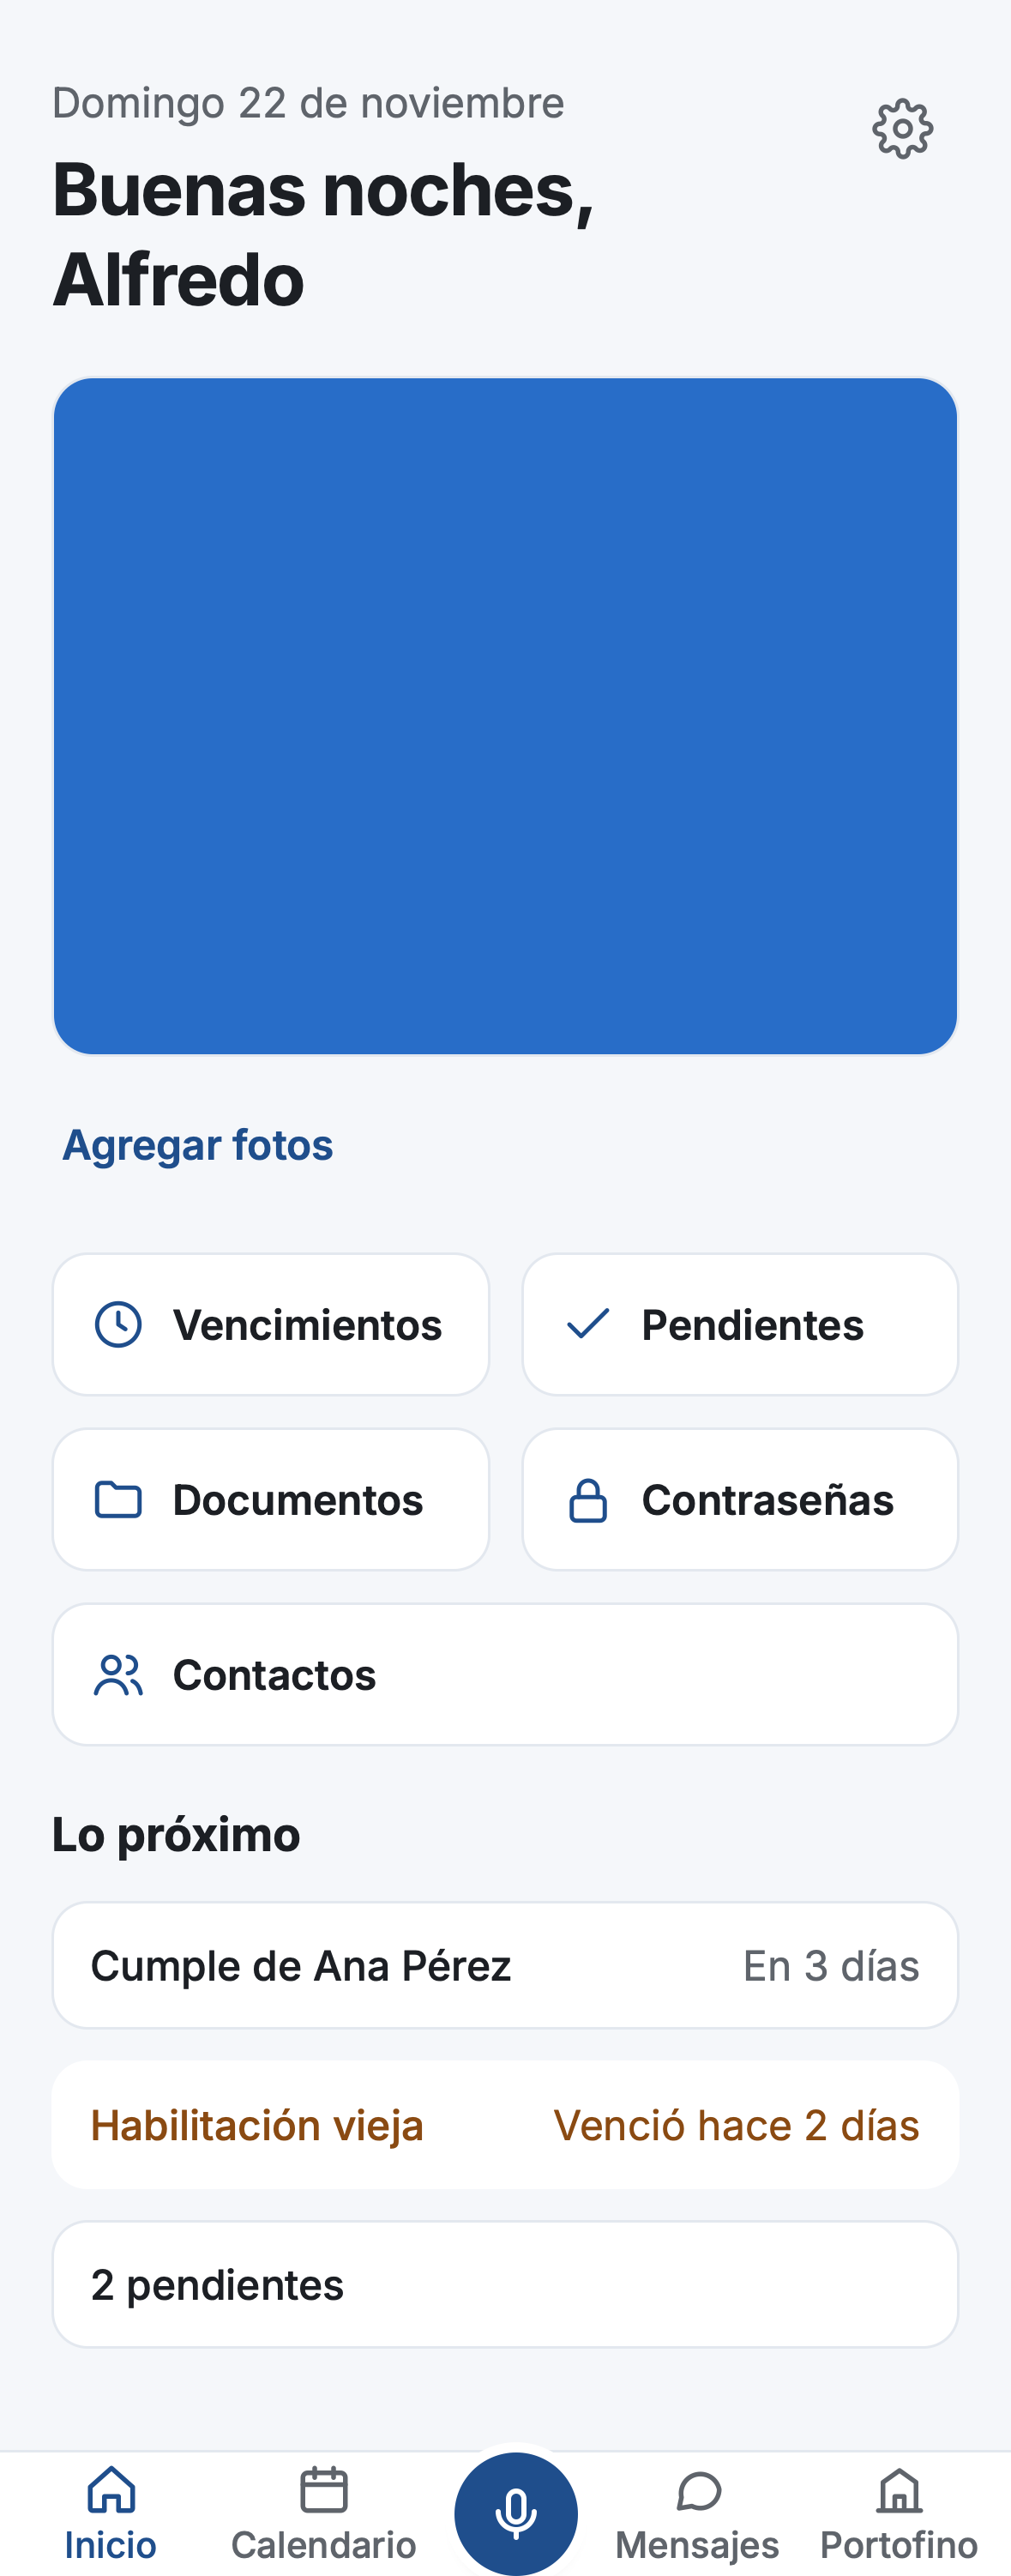 Domingo 22 de noviembre
Buenas noches,
Alfredo
Agregar fotos
Vencimientos
Pendientes
Documentos
Contraseñas
Contactos
Lo próximo
Cumple de Ana Pérez
En 3 días
Habilitación vieja
Venció hace 2 días
2 pendientes
Inicio
Calendario
Mensajes
Portofino